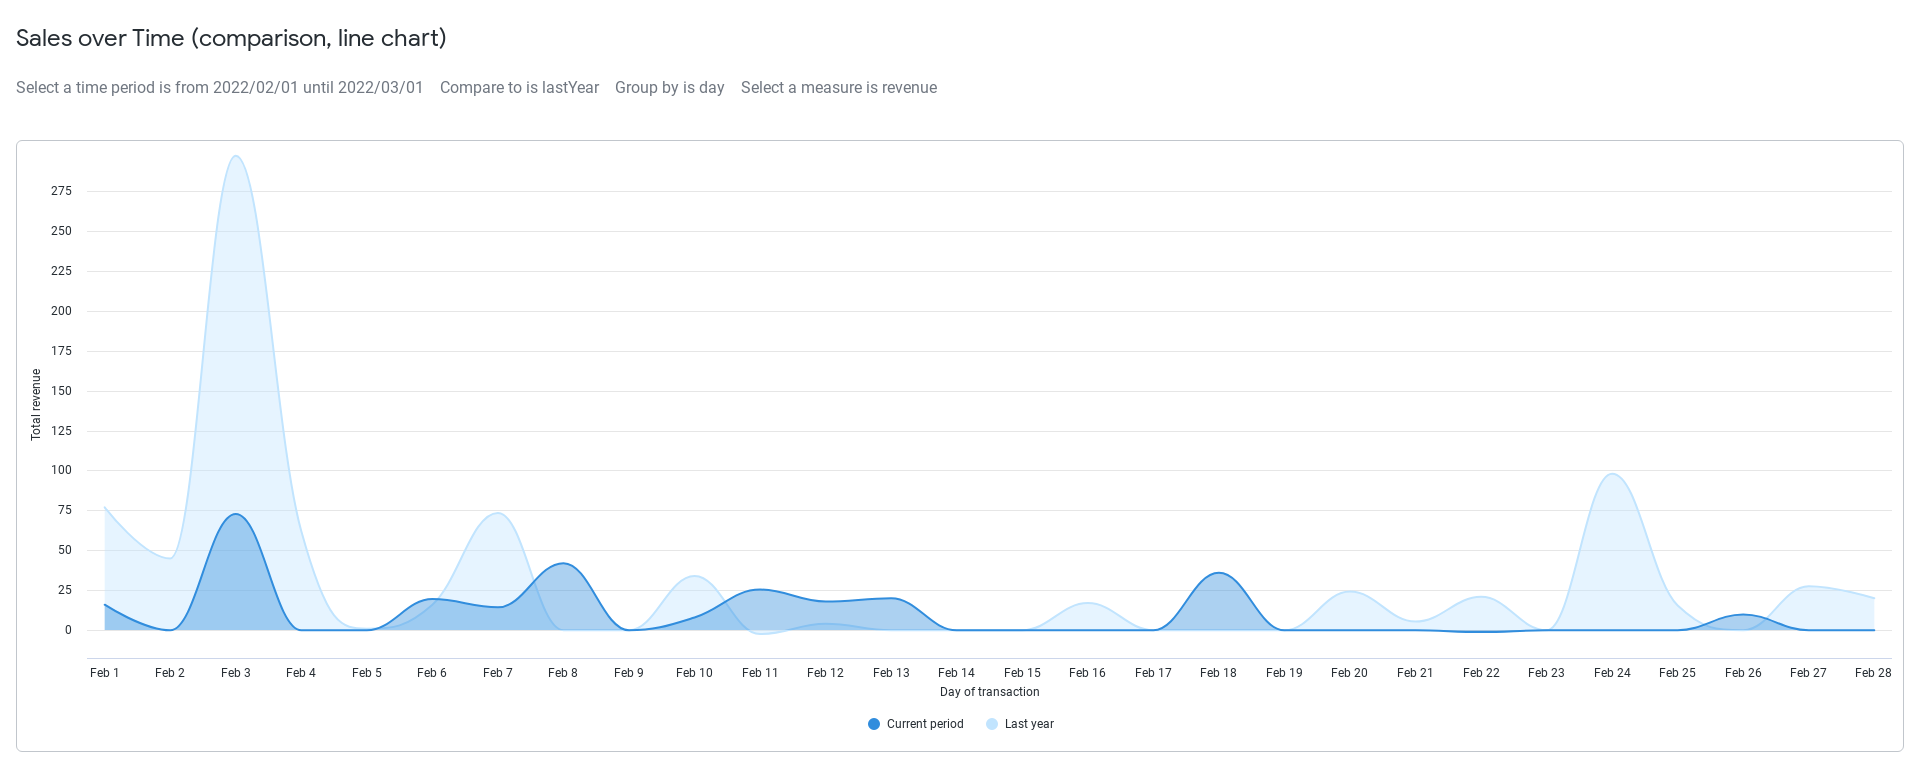 Sales over Time (comparison, line chart)
Select a time period is from 2022/02/01 until 2022/03/01 Compare to is lastYear Group by is day Select a measure is revenue
275
250
225
200
175
150
125
100
75
50
25
0
Total revenue
Feb 1 Feb 2 Feb 3 Feb 4 Feb 5 Feb 6 Feb 7 Feb 8 Feb 9 Feb 10 Feb 11 Feb 12 Feb 13 Feb 14 Feb 15 Feb 16 Feb 17 Feb 18 Feb 19 Feb 20 Feb 21 Feb 22 Feb 23 Feb 24 Feb 25 Feb 26 Feb 27 Feb 28
Day of transaction
Current period Last year